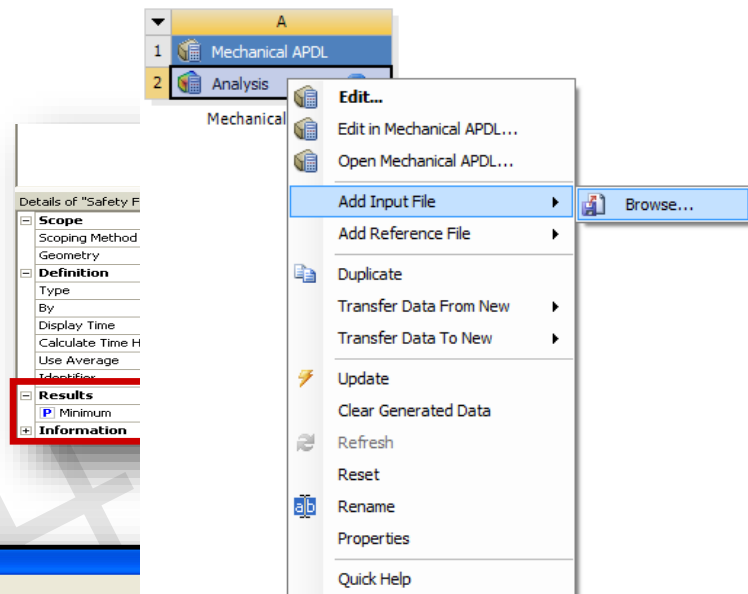 A
1 Mechanical APDL
2 Analysis
Mechanical
Edit...
Edit in Mechanical APDL...
Open Mechanical APDL...
Add Input File
Browse...
Add Reference File
Duplicate
Transfer Data From New
Transfer Data To New
Update
Clear Generated Data
Refresh
Reset
ab Rename
Properties
Quick Help
Details of "Safety F
Scope
Scoping Method
Geometry
Definition
Type
By
Display Time
Calculate Time H
Use Average
Identifier
Results
P Minimum
Information